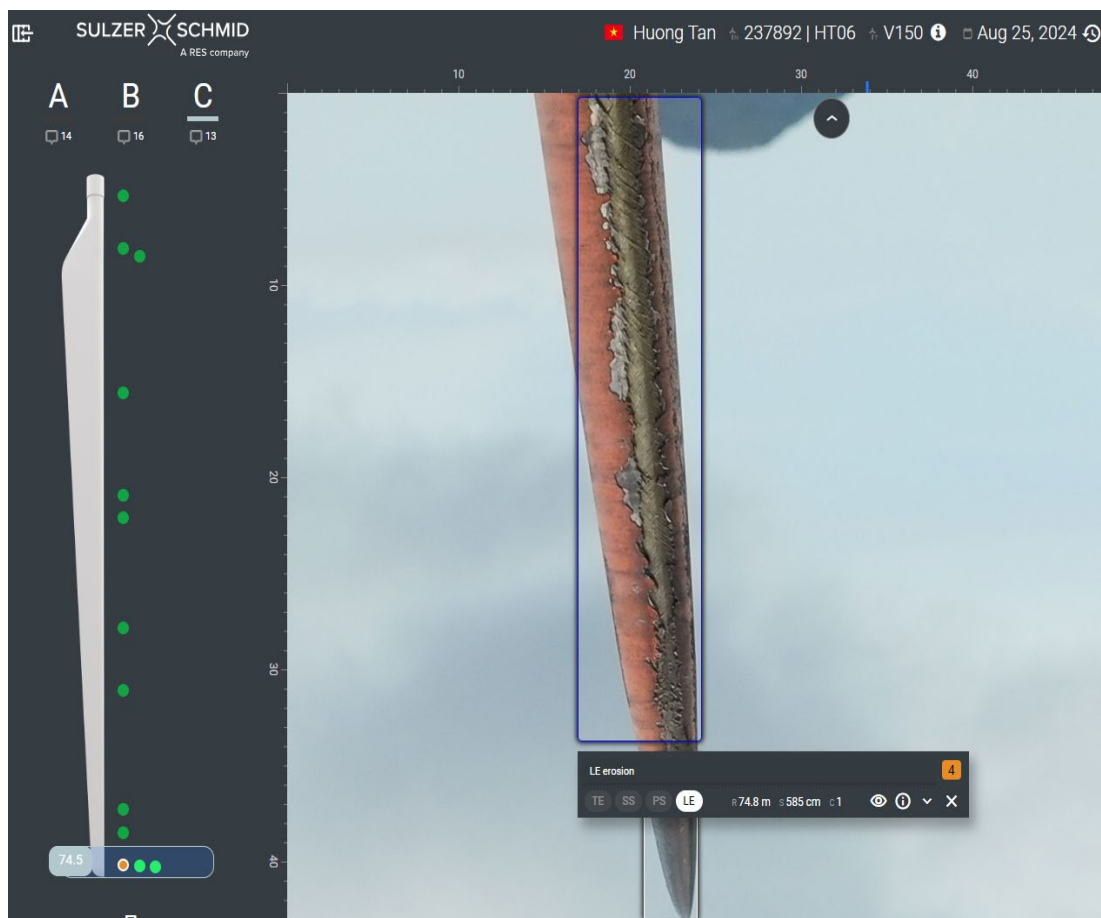 SULZER SCHMID
A RES company
Huong Tan 237892 | HT06 V150 Aug 25, 2024
A B C
14 16 13
10 20 30 40
10
20
30
40
LE erosion 4
TE SS PS LE R 74.8 m S 585 cm C 1
74.5